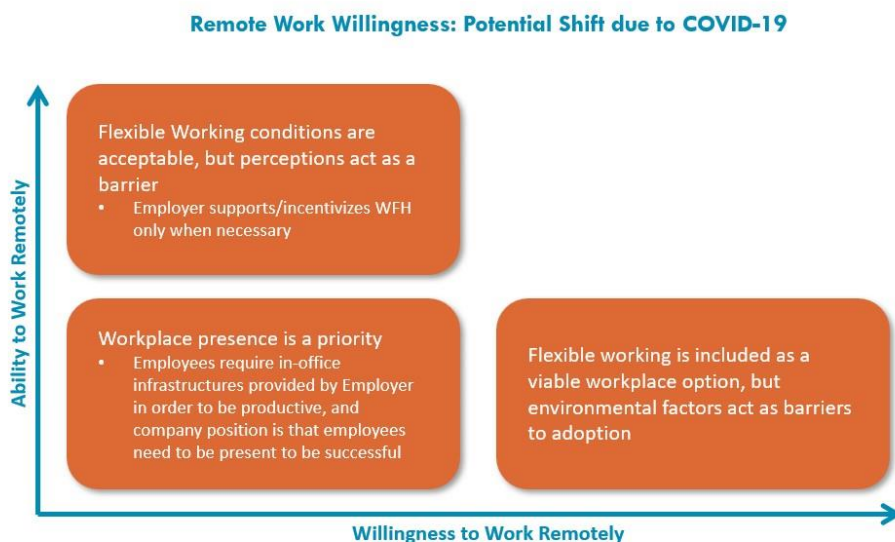 Remote Work Willingness: Potential Shift due to COVID-19
Flexible Working conditions are
acceptable, but perceptions act as a
barrier
• Employer supports/incentivizes WFH
only when necessary
Workplace presence is a priority
• Employees require in-office
infrastructures provided by Employer
in order to be productive, and
company position is that employees
need to be present to be successful
Flexible working is included as a
viable workplace option, but
environmental factors act as barriers
to adoption
Ability to Work Remotely
Willingness to Work Remotely